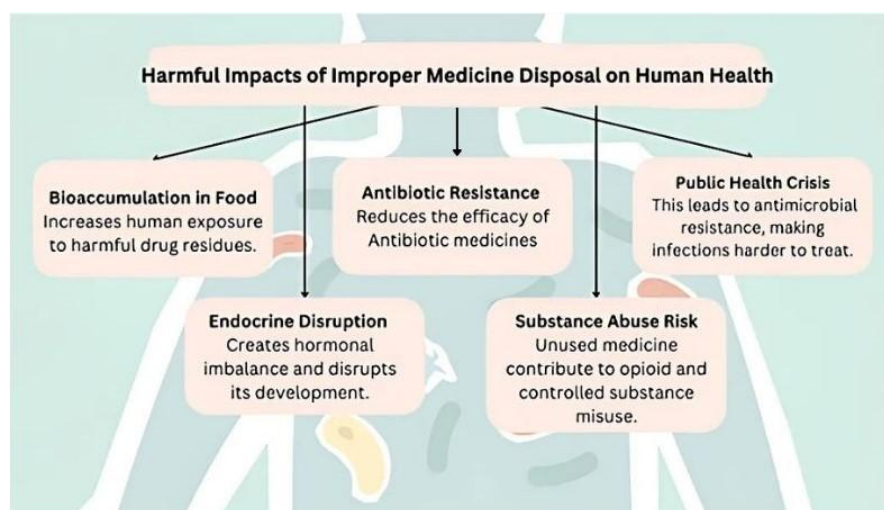 Harmful Impacts of Improper Medicine Disposal on Human Health
Bioaccumulation in Food
Increases human exposure
to harmful drug residues.
Antibiotic Resistance
Reduces the efficacy of
Antibiotic medicines
Public Health Crisis
This leads to antimicrobial
resistance, making
infections harder to treat.
Endocrine Disruption
Creates hormonal
imbalance and disrupts
its development.
Substance Abuse Risk
Unused medicine
contribute to opioid and
controlled substance
misuse.